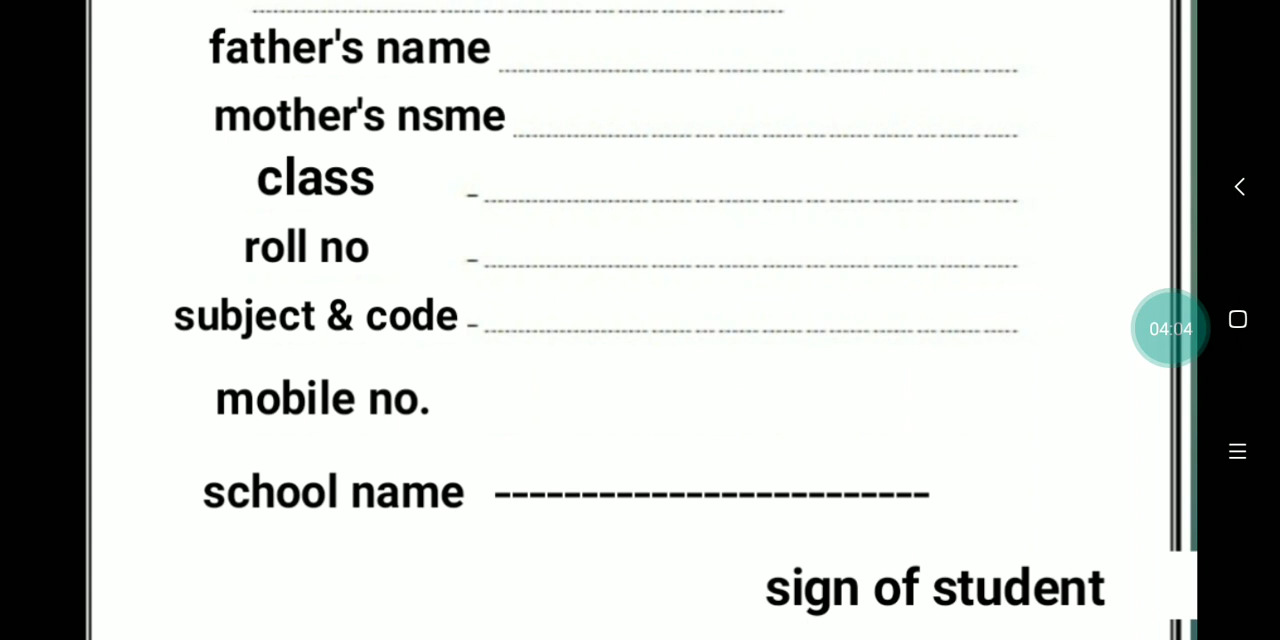 father's name
mother's nsme
class -
roll no -
subject & code -
mobile no.
04:04
school name ------------------------
sign of student